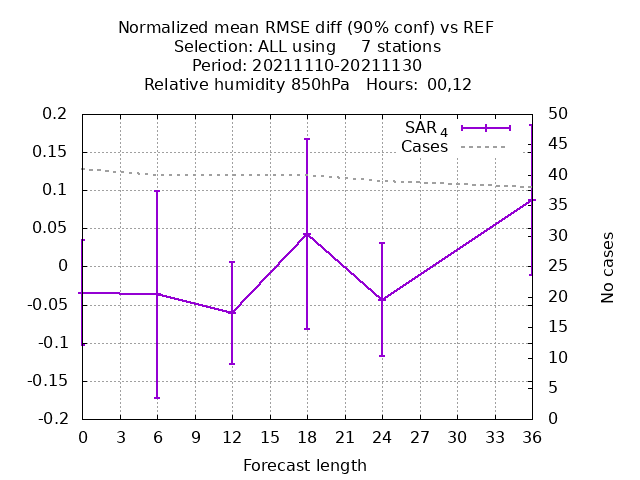 Normalized mean RMSE diff (90% conf) vs REF
Selection: ALL using     7 stations
Period: 20211110-20211130
Relative humidity 850hPa   Hours:  00,12
SAR 4
Cases
0.2
0.15
0.1
0.05
0
-0.05
-0.1
-0.15
-0.2
50
45
40
35
30
25
20
15
10
5
0
No cases
0 3 6 9 12 15 18 21 24 27 30 33 36
Forecast length